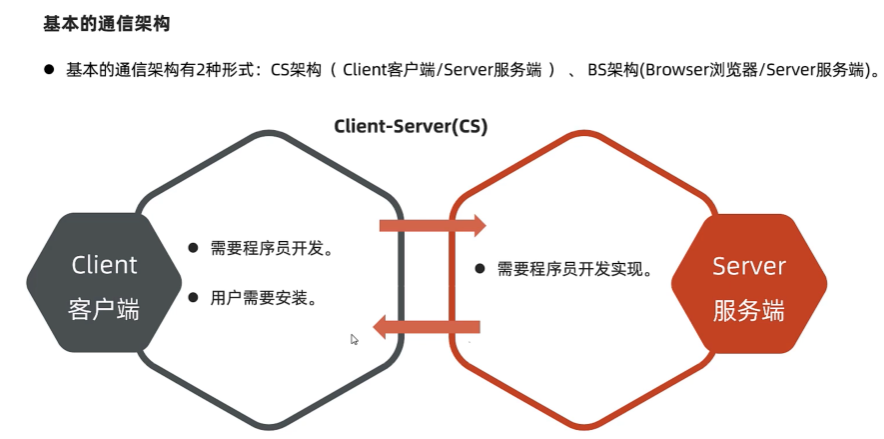 基本的通信架构
● 基本的通信架构有2种形式：CS架构（ Client客户端/Server服务端 ） 、 BS架构(Browser浏览器/Server服务端)。
Client-Server(CS)
Client
客户端
● 需要程序员开发。
● 用户需要安装。
● 需要程序员开发实现。
Server
服务端